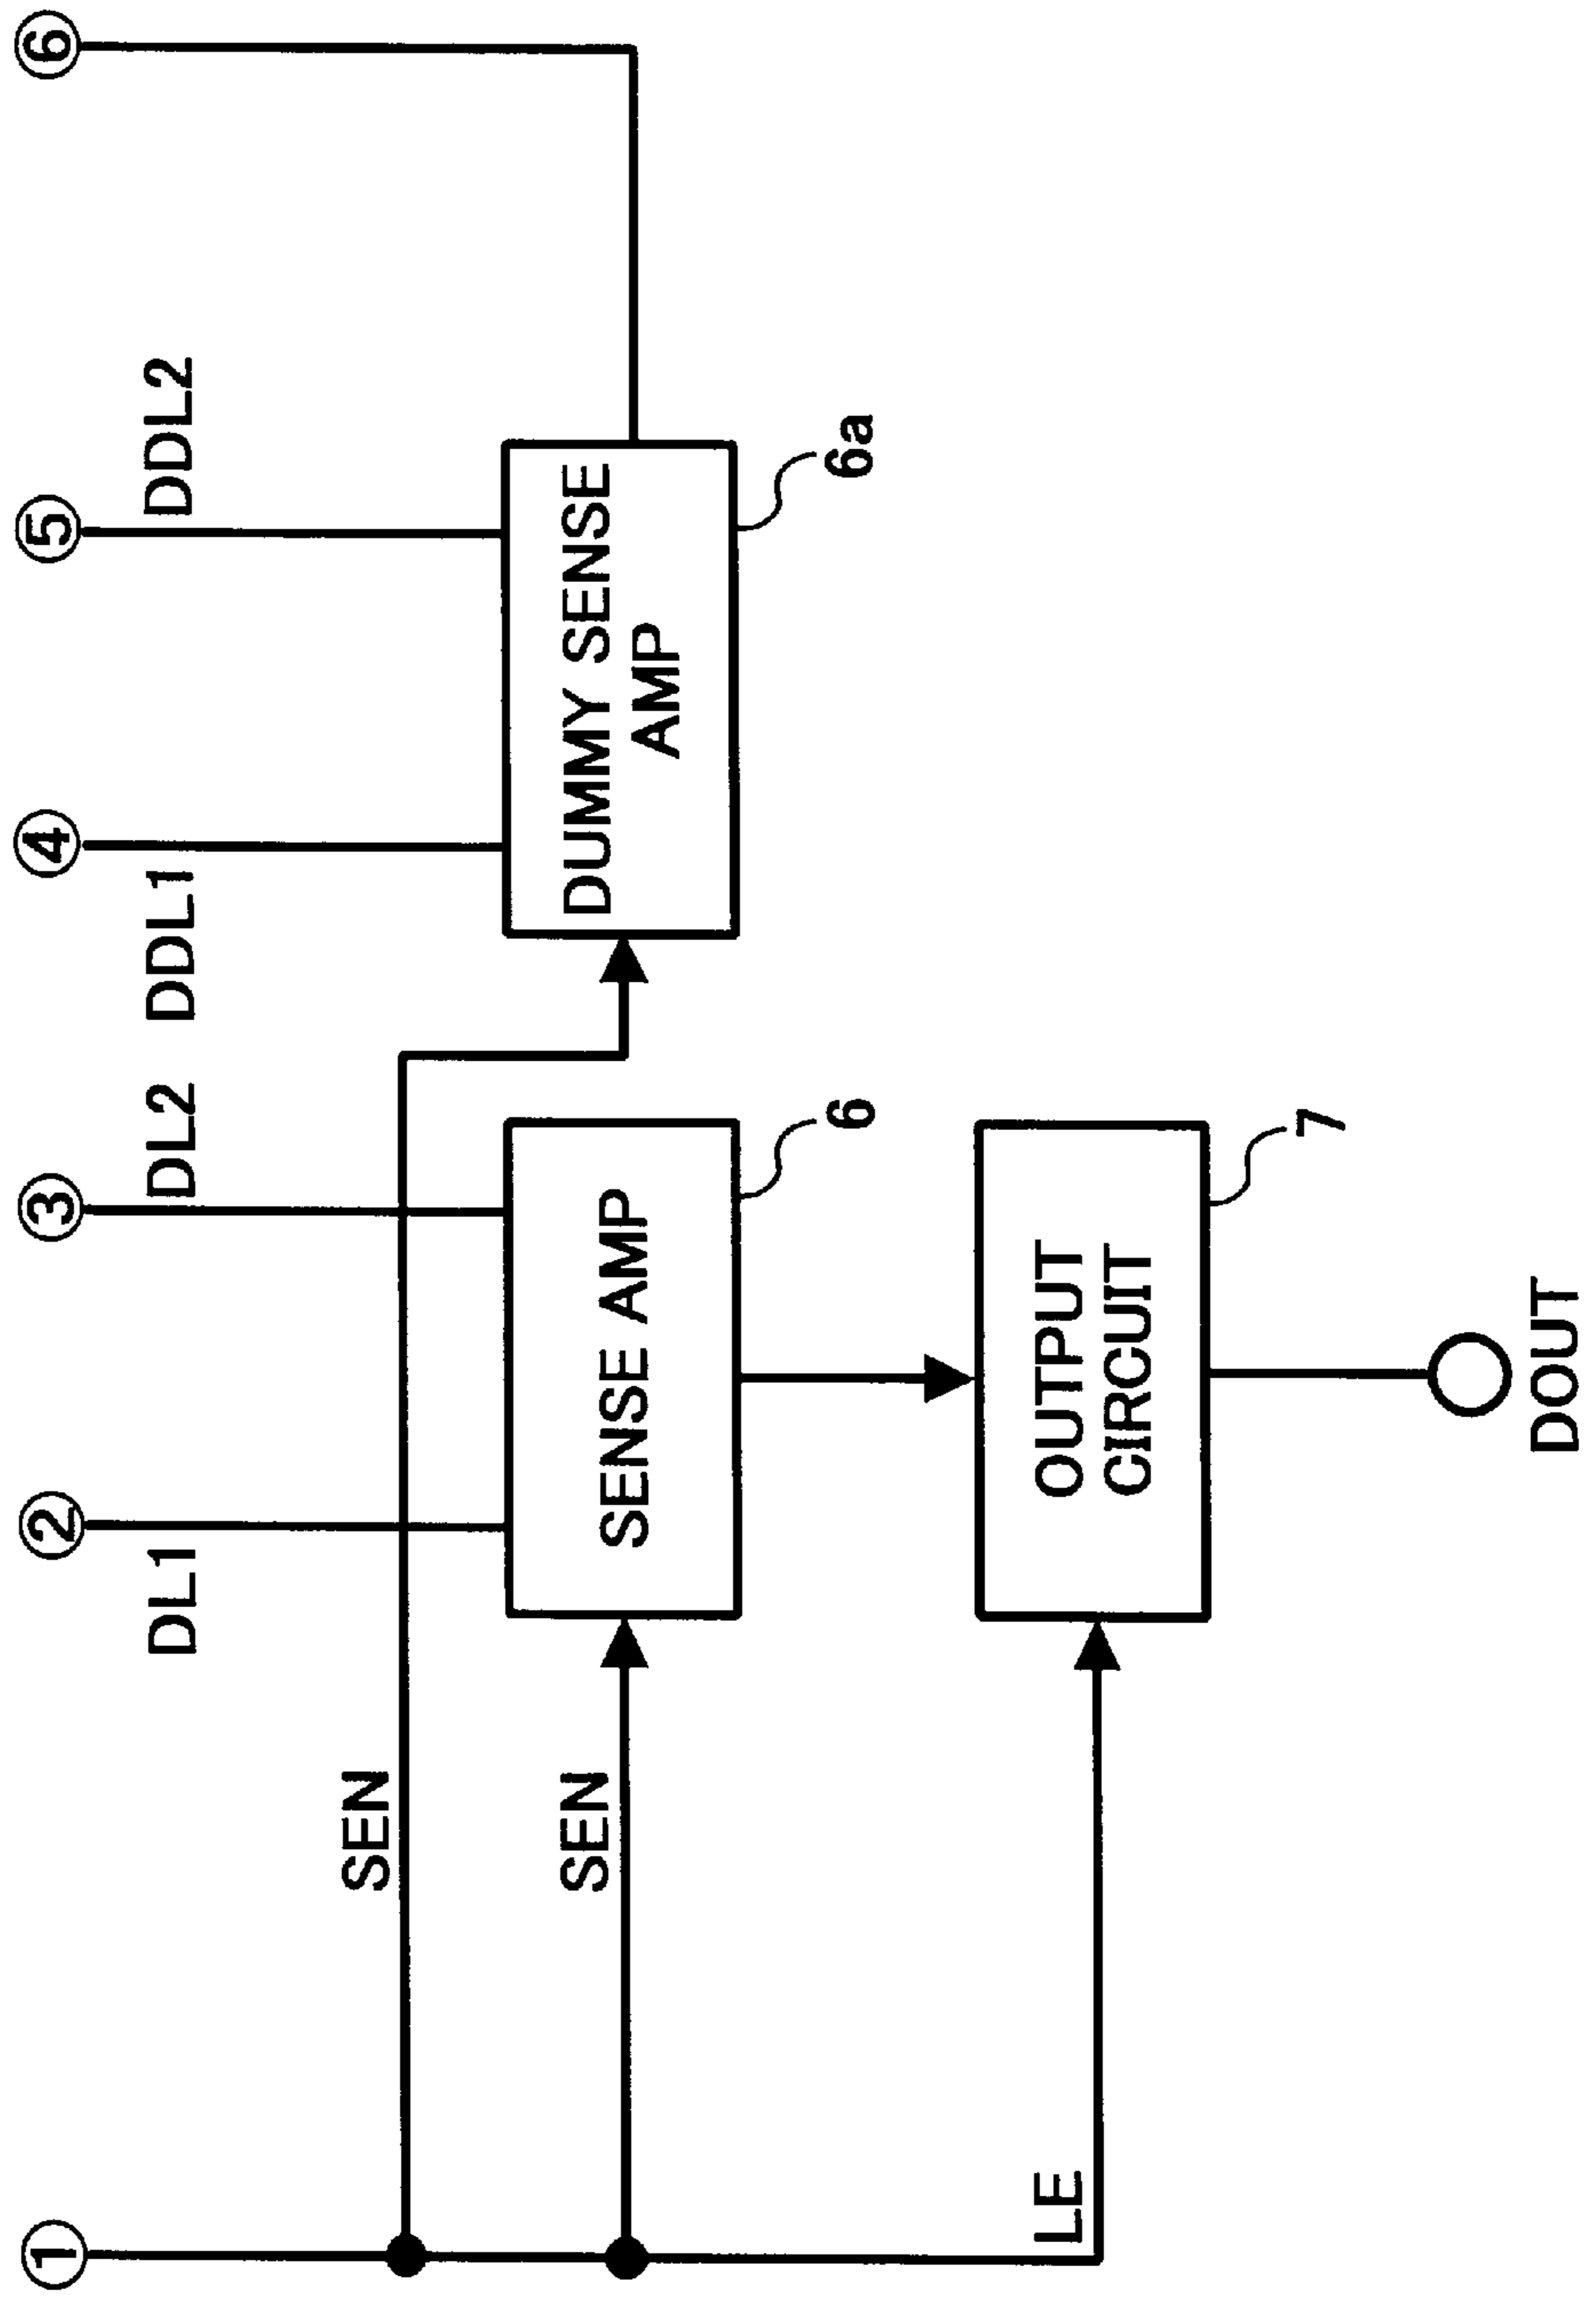 ① ② ③ ④ ⑤ ⑥
DL1 DL2 DDL1 DDL2
SEN
SEN
SENSE AMP
DUMMY SENSE
AMP
6
6a
LE
OUTPUT
CIRCUIT
7
DOUT